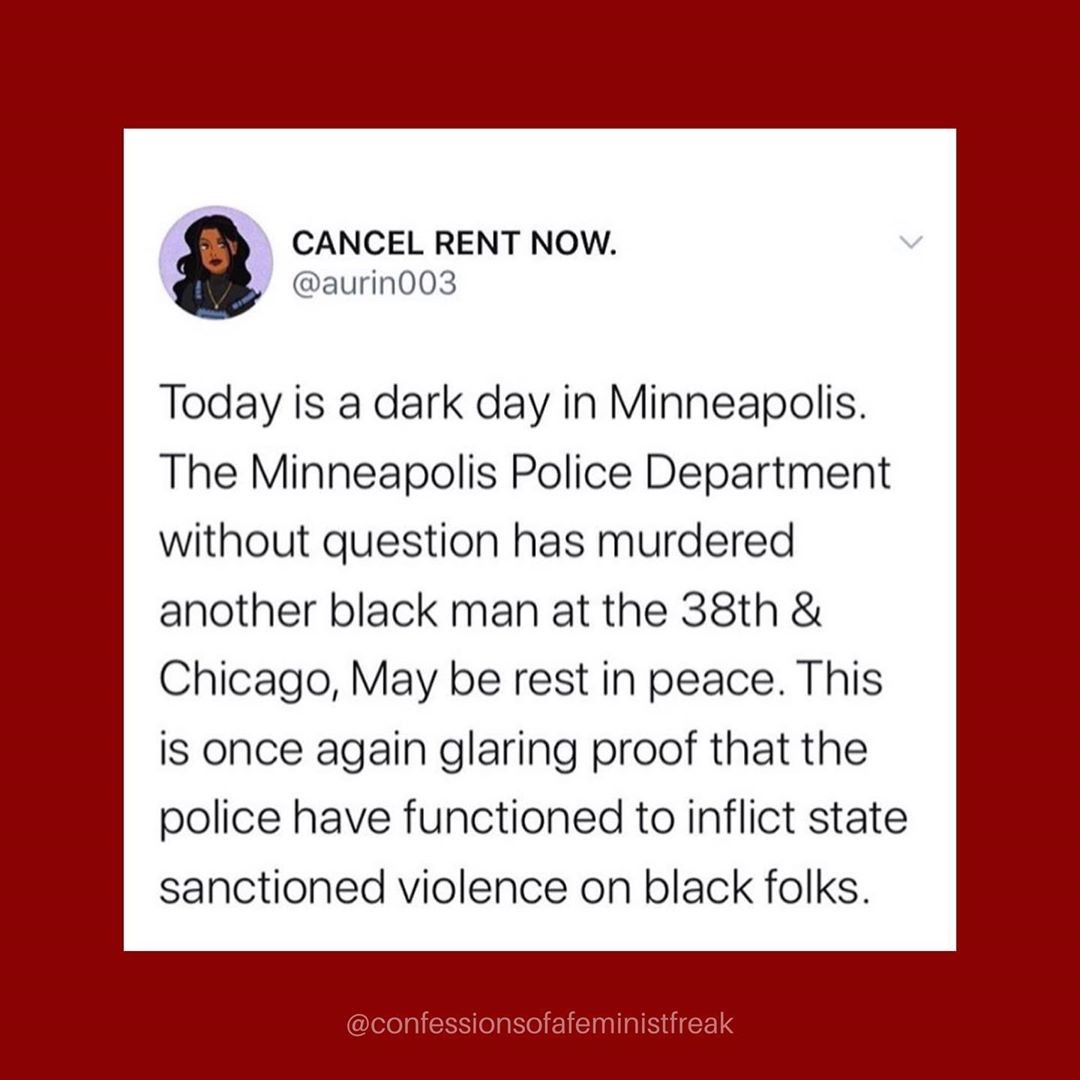 CANCEL RENT NOW.
@aurin003
Today is a dark day in Minneapolis.
The Minneapolis Police Department
without question has murdered
another black man at the 38th &
Chicago, May be rest in peace. This
is once again glaring proof that the
police have functioned to inflict state
sanctioned violence on black folks.
@confessionsofafeministfreak